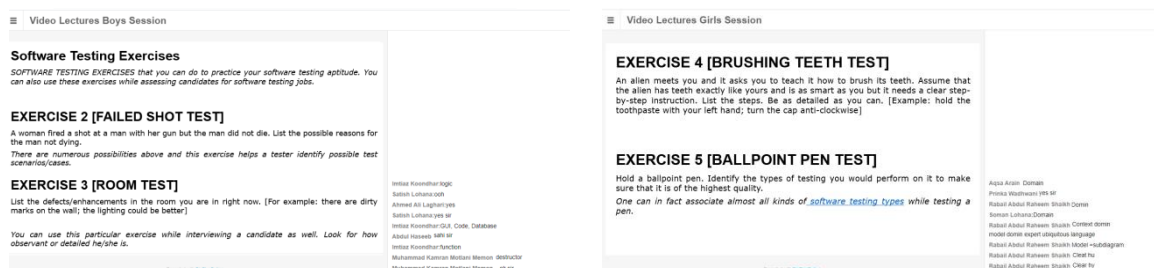 ≡ Video Lectures Boys Session
Software Testing Exercises
SOFTWARE TESTING EXERCISES that you can do to practice your software testing aptitude. You
can also use these exercises while assessing candidates for software testing jobs.
EXERCISE 2 [FAILED SHOT TEST]
A woman fired a shot at a man with her gun but the man did not die. List the possible reasons for
the man not dying.
There are numerous possibilities above and this exercise helps a tester identify possible test
scenarios/cases.
EXERCISE 3 [ROOM TEST]
List the defects/enhancements in the room you are in right now. [For example: there are dirty
marks on the wall; the lighting could be better]
You can use this particular exercise while interviewing a candidate as well. Look for how
observant or detailed he/she is.
Imtiaz Koondhar:logic
Satish Lohana:ooh
Ahmed Ali Laghari:yes
Satish Lohana:yes sir
Imtiaz Koondhar:GUI, Code, Database
Abdul Haseeb sahi sir
Imtiaz Koondhar:function
Muhammad Kamran Motlani Memon destructor
Muhammad Kamran Motlani Memon
≡ Video Lectures Girls Session
EXERCISE 4 [BRUSHING TEETH TEST]
An alien meets you and it asks you to teach it how to brush its teeth. Assume that
the alien has teeth exactly like yours and is as smart as you but it needs a clear step-
by-step instruction. List the steps. Be as detailed as you can. [Example: hold the
toothpaste with your left hand; turn the cap anti-clockwise]
EXERCISE 5 [BALLPOINT PEN TEST]
Hold a ballpoint pen. Identify the types of testing you would perform on it to make
sure that it is of the highest quality.
One can in fact associate almost all kinds of software testing types while testing a
pen.
Aqsa Arain Domain
Prinka Wadhwani yes sir
Rabail Abdul Raheem Shaikh Domin
Soman Lohana:Domain
Rabail Abdul Raheem Shaikh Context domin
model domin expert ubiquitous language
Rabail Abdul Raheem Shaikh Model ~subdiagram
Rabail Abdul Raheem Shaikh Cleat hu
Rabail Abdul Raheem Shaikh Clear hy